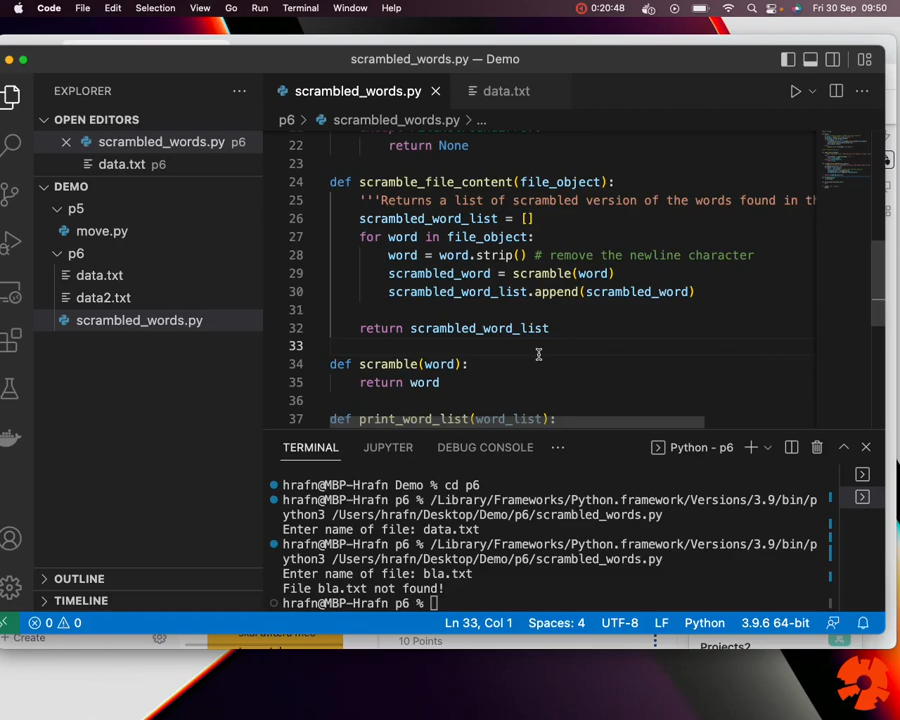 Code File Edit Selection View Go Run Terminal Window Help 0:20:48 Fri 30 Sep 09:50
scrambled_words.py — Demo
EXPLORER
scrambled_words.py
data.txt
OPEN EDITORS
p6 > scrambled_words.py > ...
scrambled_words.py p6
data.txt p6
DEMO
p5
move.py
p6
data.txt
data2.txt
scrambled_words.py
OUTLINE
TIMELINE
22 return None
23
24 def scramble_file_content(file_object):
25 '''Returns a list of scrambled version of the words found in th
26 scrambled_word_list = []
27 for word in file_object:
28 word = word.strip() # remove the newline character
29 scrambled_word = scramble(word)
30 scrambled_word_list.append(scrambled_word)
31
32 return scrambled_word_list
33
34 def scramble(word):
35 return word
36
37 def print_word_list(word_list):
TERMINAL JUPYTER DEBUG CONSOLE ··· Python - p6
hrafn@MBP-Hrafn Demo % cd p6
hrafn@MBP-Hrafn p6 % /Library/Frameworks/Python.framework/Versions/3.9/bin/p
ython3 /Users/hrafn/Desktop/Demo/p6/scrambled_words.py
Enter name of file: data.txt
hrafn@MBP-Hrafn p6 % /Library/Frameworks/Python.framework/Versions/3.9/bin/p
ython3 /Users/hrafn/Desktop/Demo/p6/scrambled_words.py
Enter name of file: bla.txt
File bla.txt not found!
hrafn@MBP-Hrafn p6 %
0 0 Ln 33, Col 1 Spaces: 4 UTF-8 LF Python 3.9.6 64-bit
Create
10 Points
Projects2